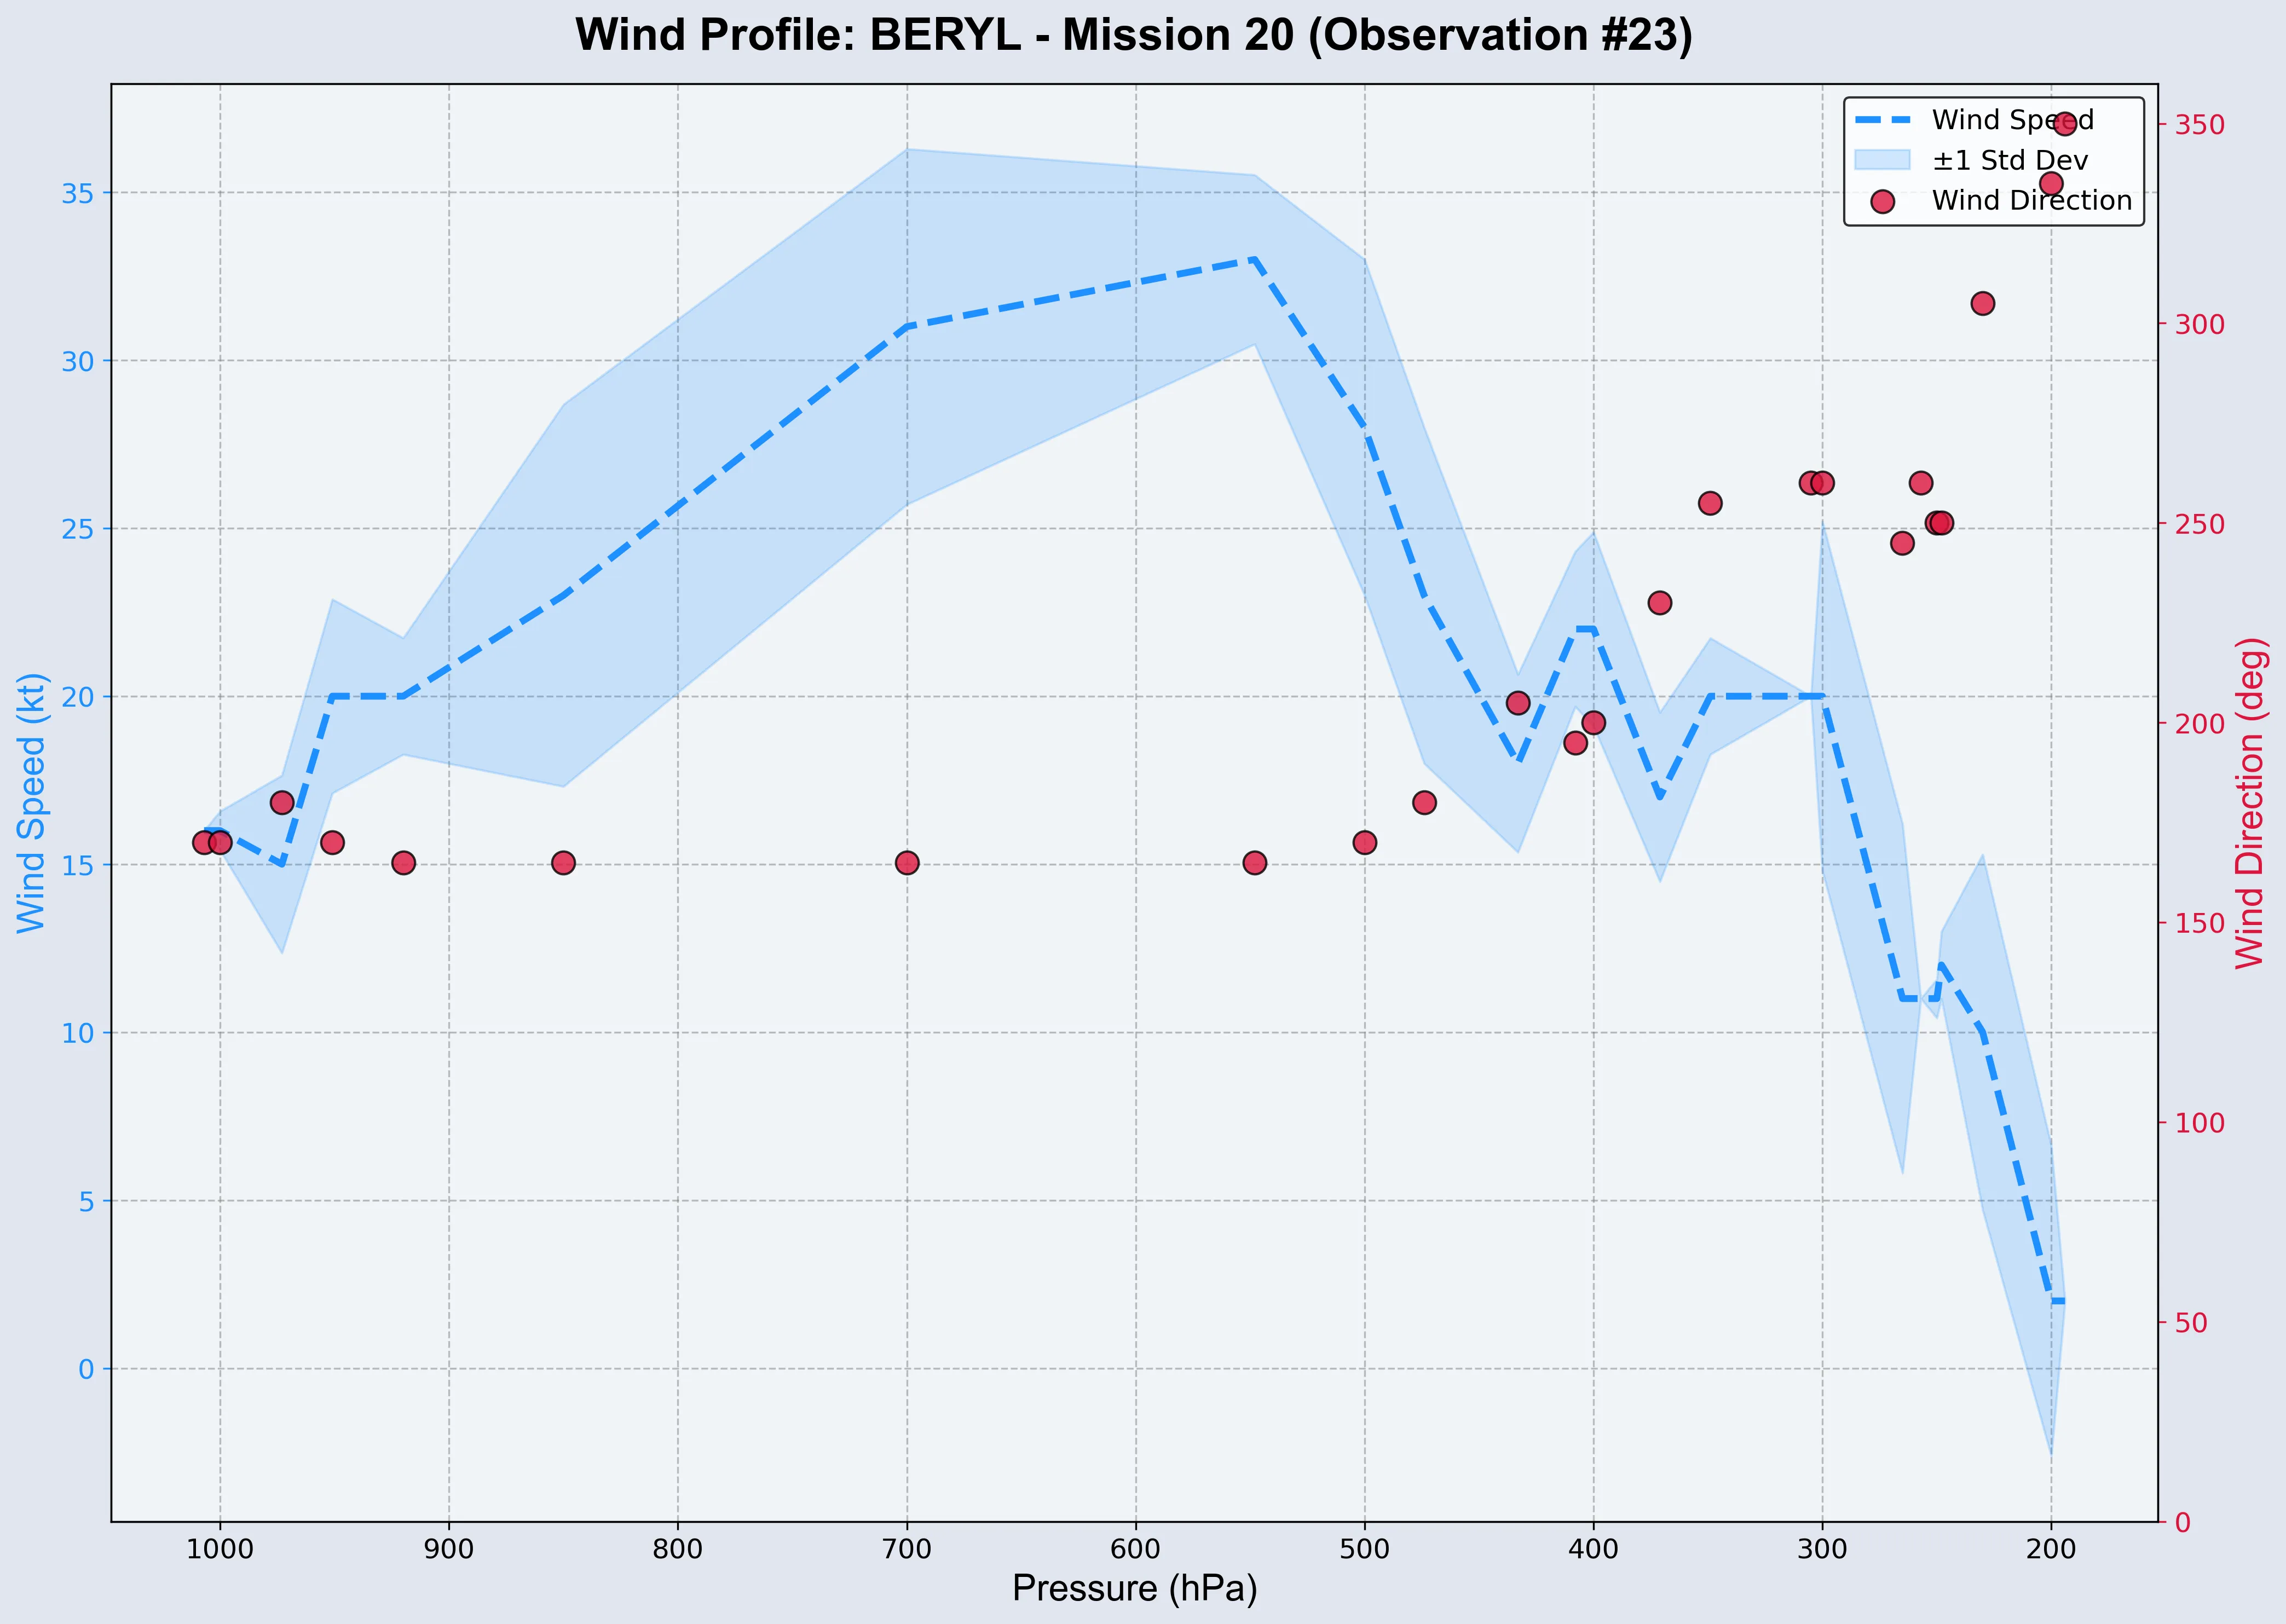 Wind Profile: BERYL - Mission 20 (Observation #23)
Wind Speed
±1 Std Dev
Wind Direction
Wind Speed (kt)
35
30
25
20
15
10
5
0
350
300
250
200
150
100
50
0
Wind Direction (deg)
1000 900 800 700 600 500 400 300 200
Pressure (hPa)